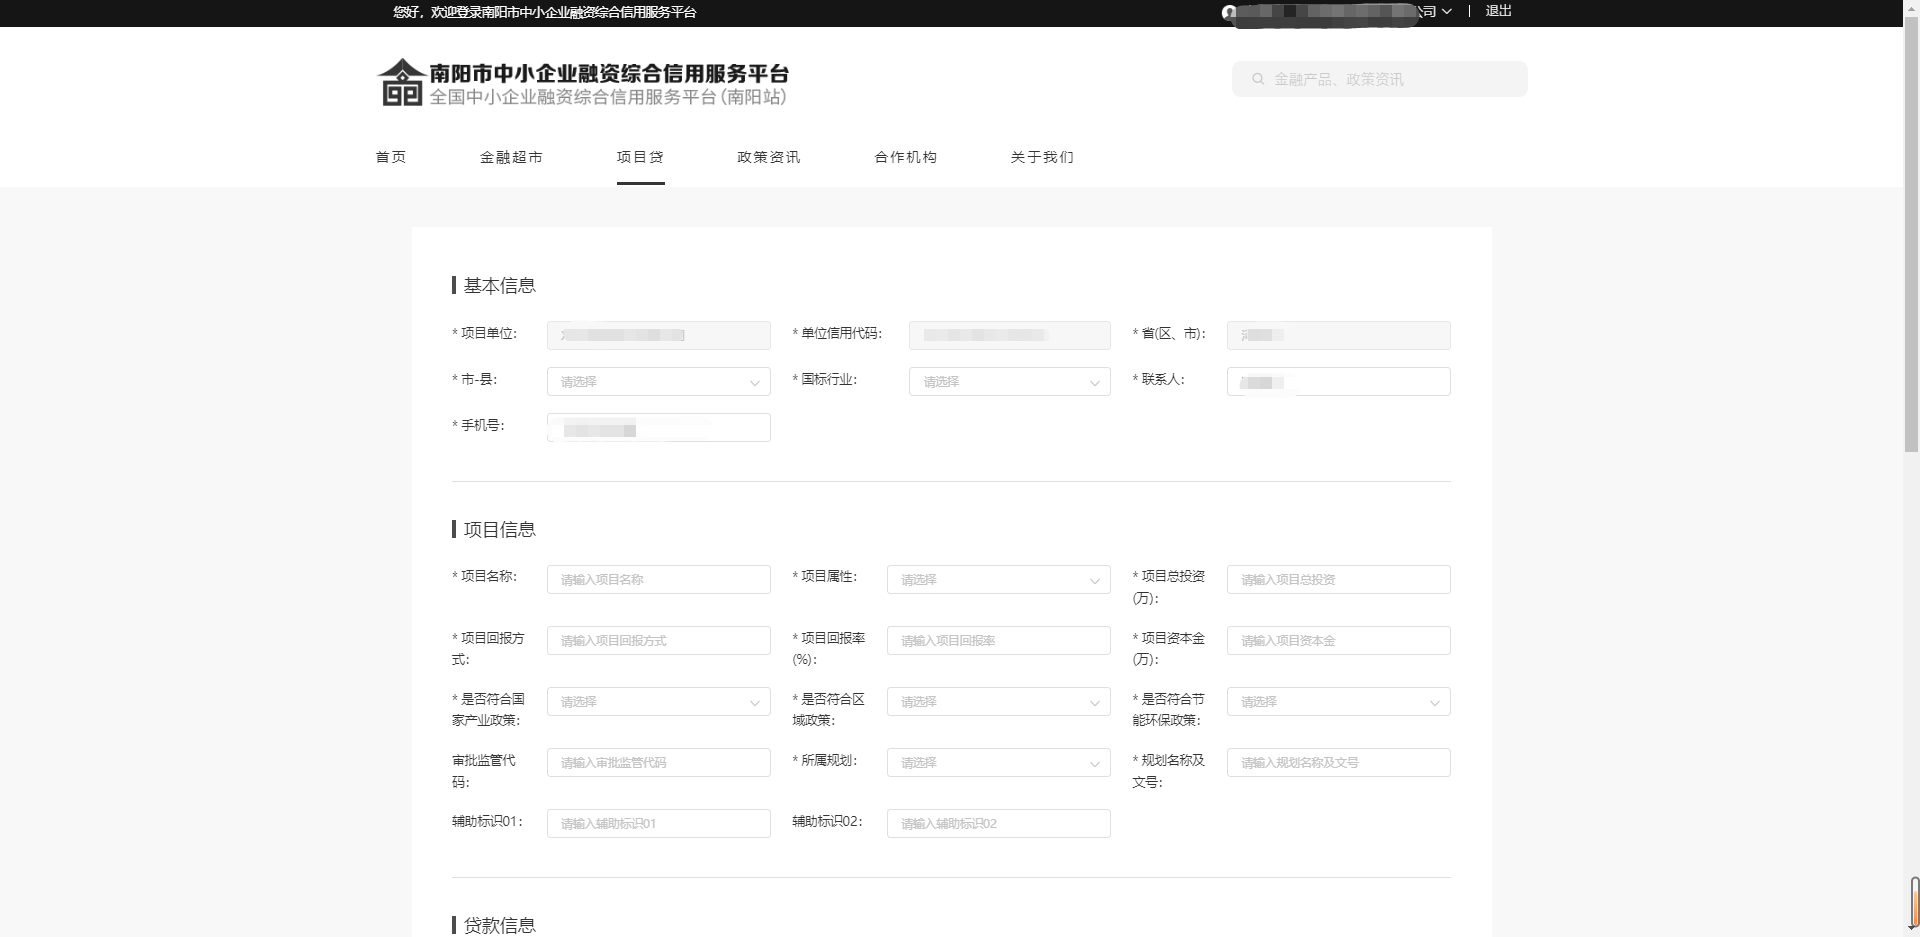 您好，欢迎登录南阳市中小企业融资综合信用服务平台
公司
退出
南阳市中小企业融资综合信用服务平台
全国中小企业融资综合信用服务平台(南阳站)
金融产品、政策资讯
首页
金融超市
项目贷
政策资讯
合作机构
关于我们
基本信息
* 项目单位：
* 单位信用代码：
* 省(区、市)：
* 市-县：
请选择
* 国标行业：
请选择
* 联系人：
* 手机号：
项目信息
* 项目名称：
请输入项目名称
* 项目属性：
请选择
* 项目总投资
(万)：
请输入项目总投资
* 项目回报方
式：
请输入项目回报方式
* 项目回报率
(%)：
请输入项目回报率
* 项目资本金
(万)：
请输入项目资本金
* 是否符合国
家产业政策：
请选择
* 是否符合区
域政策：
请选择
* 是否符合节
能环保政策：
请选择
审批监管代
码：
请输入审批监管代码
* 所属规划：
请选择
* 规划名称及
文号：
请输入规划名称及文号
辅助标识01：
请输入辅助标识01
辅助标识02：
请输入辅助标识02
贷款信息